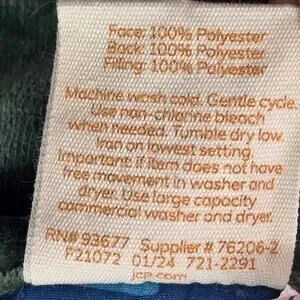 Face: 100% Polyester
Back: 100% Polyester
Filling: 100% Polyester
Machine wash cold. Gentle cycle.
Use non-chlorine bleach
when needed. Tumble dry low.
Iron on lowest setting.
Important: if item does not have
free movement in washer and
dryer. Use large capacity
commercial washer and dryer.
RN# 93677 Supplier# 76206-2
P21072 01/24 721-2291
jcp.com